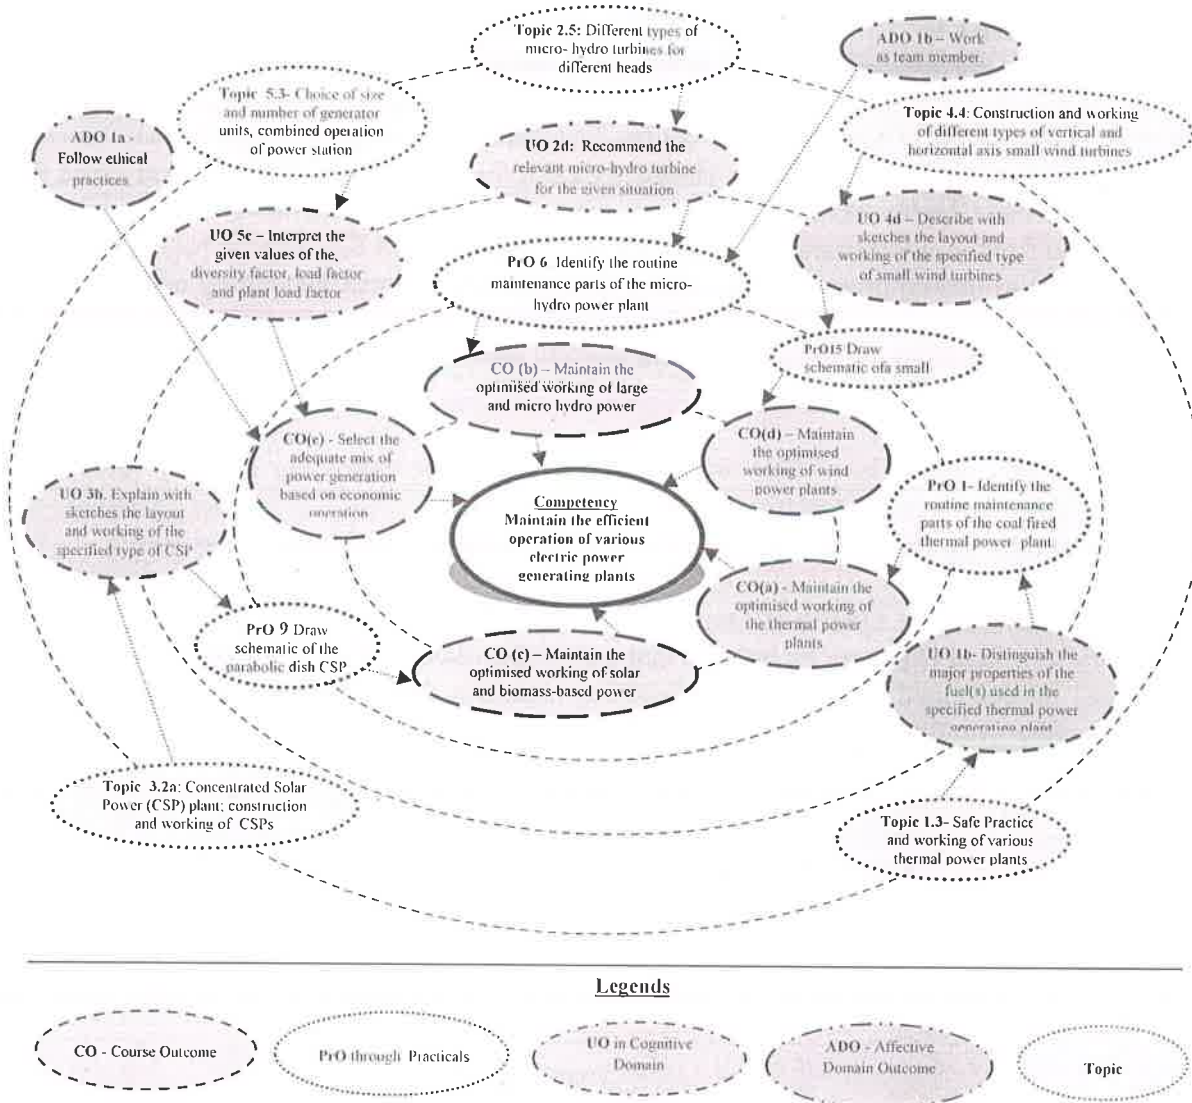 Topic 2.5: Different types of
micro- hydro turbines for
different heads
ADO 1b – Work
as team member.
Topic 5.3- Choice of size
and number of generator
units, combined operation
of power station
ADO 1a -
Follow ethical
practices
Topic 4.4: Construction and working
of different types of vertical and
horizontal axis small wind turbines
UO 2d: Recommend the
relevant micro-hydro turbine
for the given situation
UO 5c – Interpret the
given values of the,
diversity factor, load factor
and plant load factor
UO 4d – Describe with
sketches the layout and
working of the specified type
of small wind turbines
PrO 6 Identify the routine
maintenance parts of the micro-
hydro power plant
PrO15 Draw
schematic ofa small
CO (b) – Maintain the
optimised working of large
and micro hydro power
CO(e) - Select the
adequate mix of
power generation
based on economic
operation
CO(d) – Maintain
the optimised
working of wind
power plants
UO 3h. Explain with
sketches the layout
and working of the
specified type of CSP
PrO 1- Identify the
routine maintenance
parts of the coal fired
thermal power plant.
Competency
Maintain the efficient
operation of various
electric power
generating plants
CO(a) - Maintain the
optimised working of
the thermal power
plants
PrO 9 Draw
schematic of the
parabolic dish CSP
CO (c) – Maintain the
optimised working of solar
and biomass-based power
UO 1b- Distinguish the
major properties of the
fuel(s) used in the
specified thermal power
generating plant
Topic 3.2a: Concentrated Solar
Power (CSP) plant; construction
and working of CSPs
Topic 1.3- Safe Practice
and working of various
thermal power plants
Legends
CO - Course Outcome
PrO through Practicals
UO in Cognitive
Domain
ADO - Affective
Domain Outcome
Topic